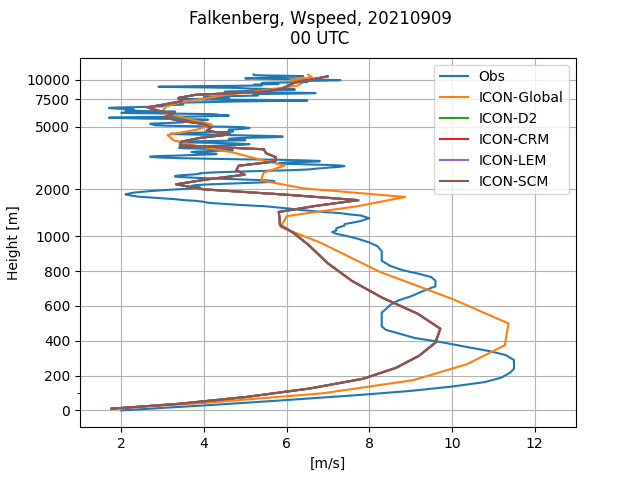 Falkenberg, Wspeed, 20210909
00 UTC
Obs
ICON-Global
ICON-D2
ICON-CRM
ICON-LEM
ICON-SCM
Height [m]
10000
7500
5000
2000
1000
800
600
400
200
0
2 4 6 8 10 12
[m/s]